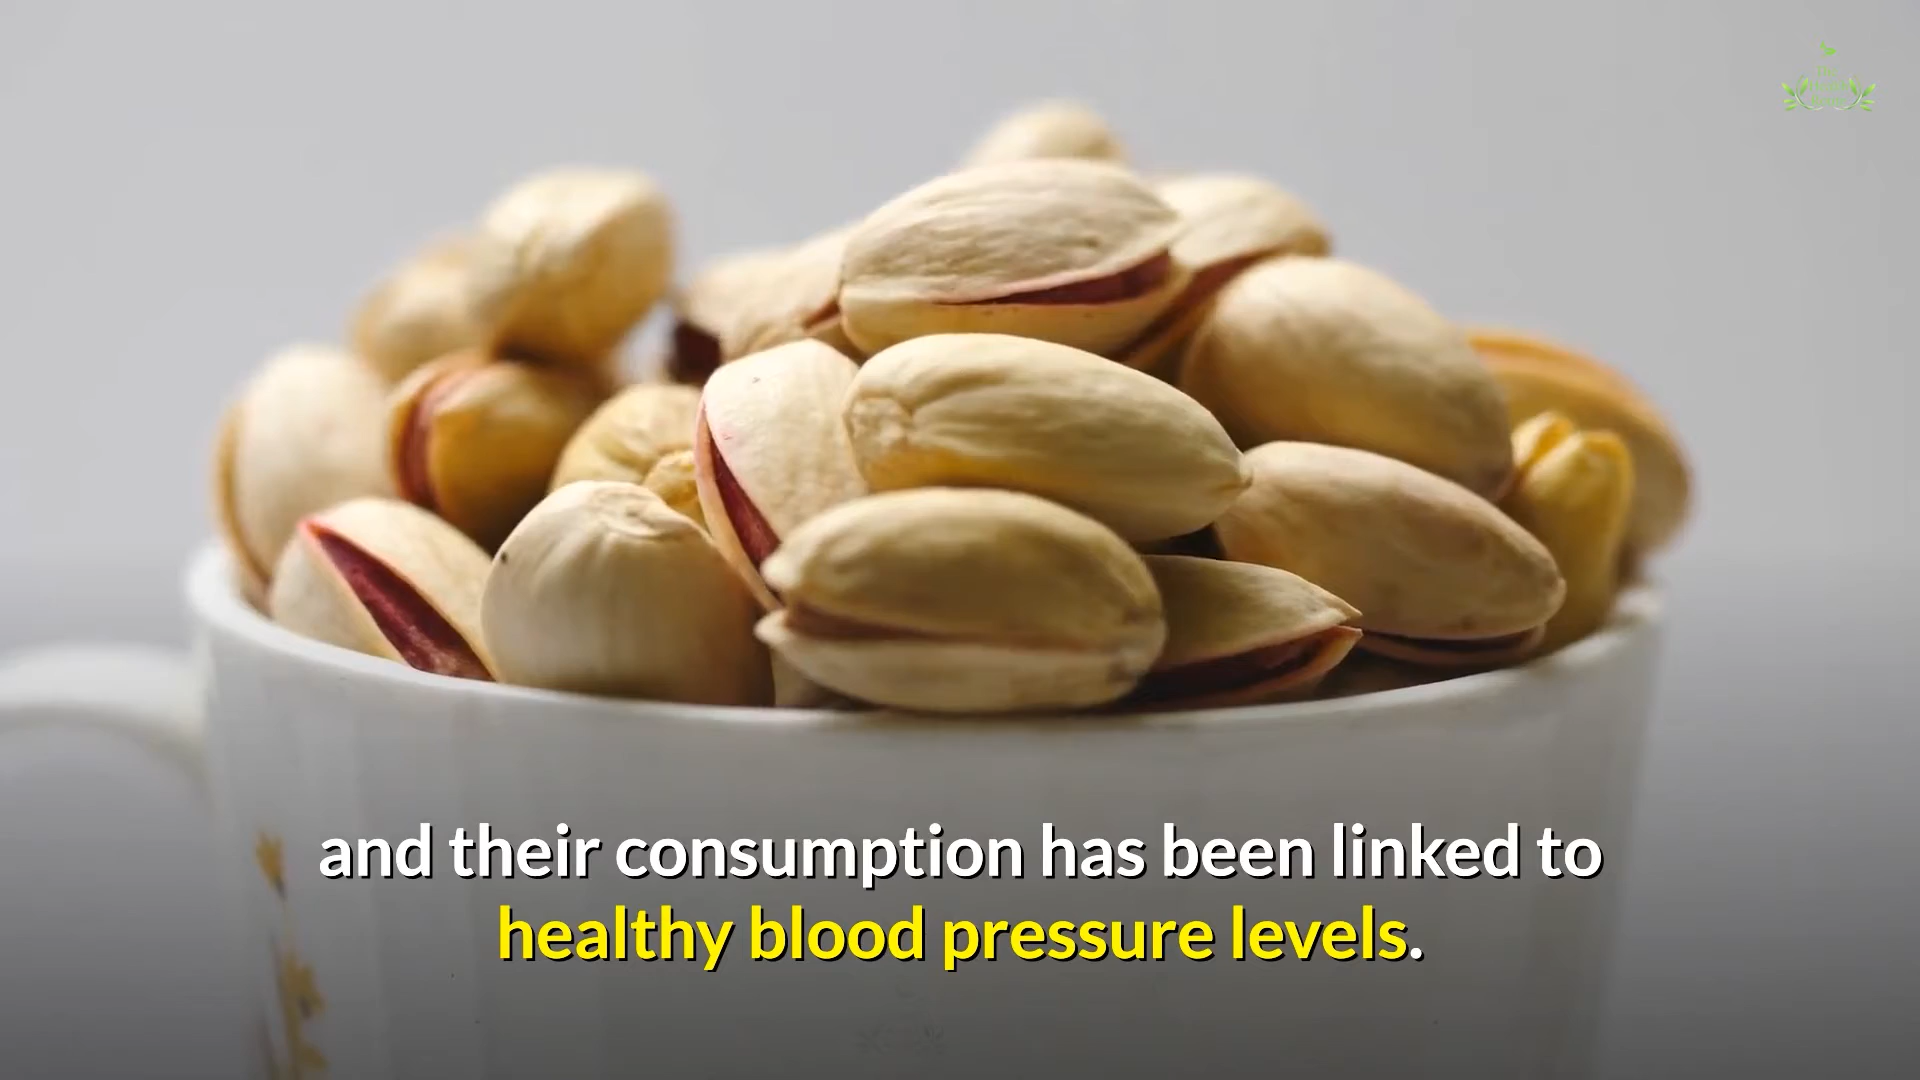 and their consumption has been linked to
healthy blood pressure levels.